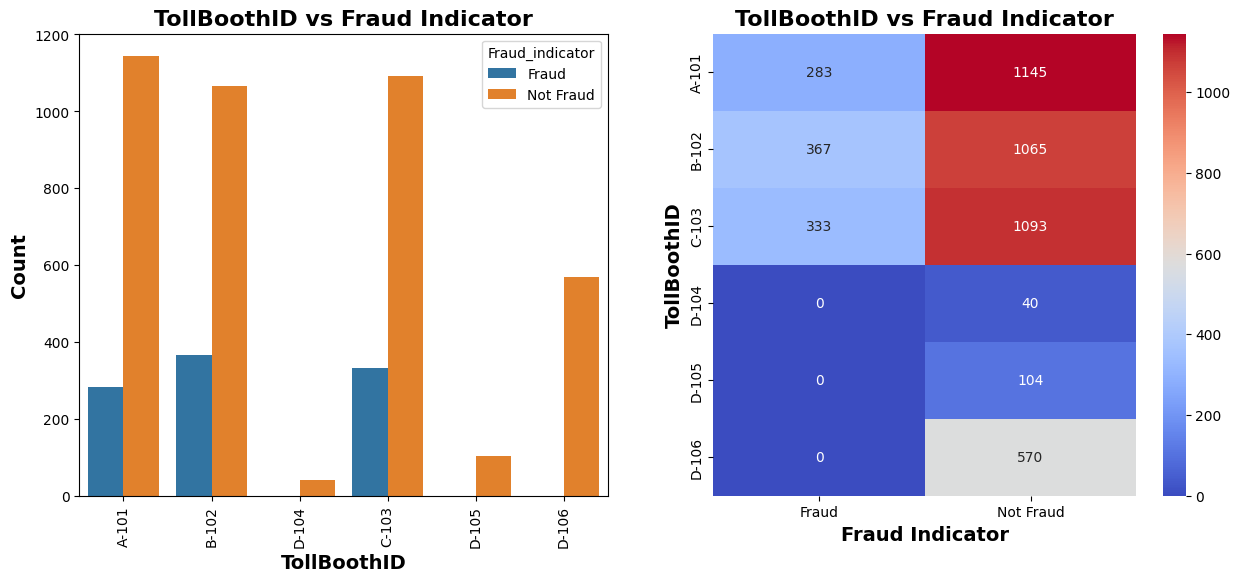 TollBoothID vs Fraud Indicator
1200
1000
800
600
400
200
0
Count
Fraud_indicator
Fraud
Not Fraud
A-101
B-102
D-104
C-103
D-105
D-106
TollBoothID
TollBoothID vs Fraud Indicator
TollBoothID
A-101
283 1145
B-102
367 1065
C-103
333 1093
D-104
0 40
D-105
0 104
D-106
0 570
Fraud Not Fraud
Fraud Indicator
1000
800
600
400
200
0